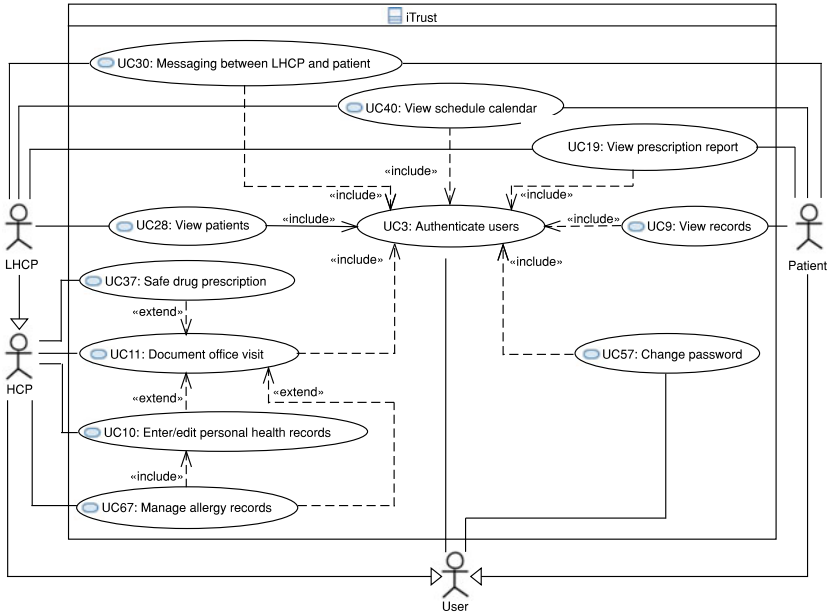 iTrust
UC30: Messaging between LHCP and patient
UC40: View schedule calendar
UC19: View prescription report
«include»
«include»
«include»
UC28: View patients
«include»
UC3: Authenticate users
«include»
UC9: View records
LHCP
Patient
«include»
«include»
UC37: Safe drug prescription
«extend»
UC11: Document office visit
UC57: Change password
HCP
«extend»
«extend»
UC10: Enter/edit personal health records
«include»
UC67: Manage allergy records
User